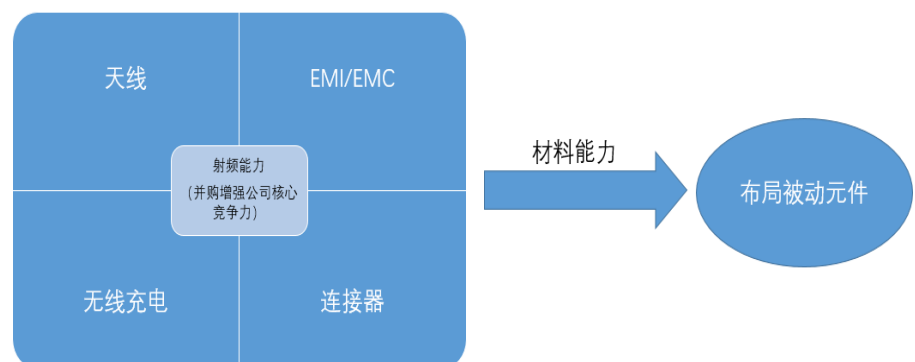 天线
EMI/EMC
射频能力
（并购增强公司核心
竞争力）
无线充电
连接器
材料能力
布局被动元件